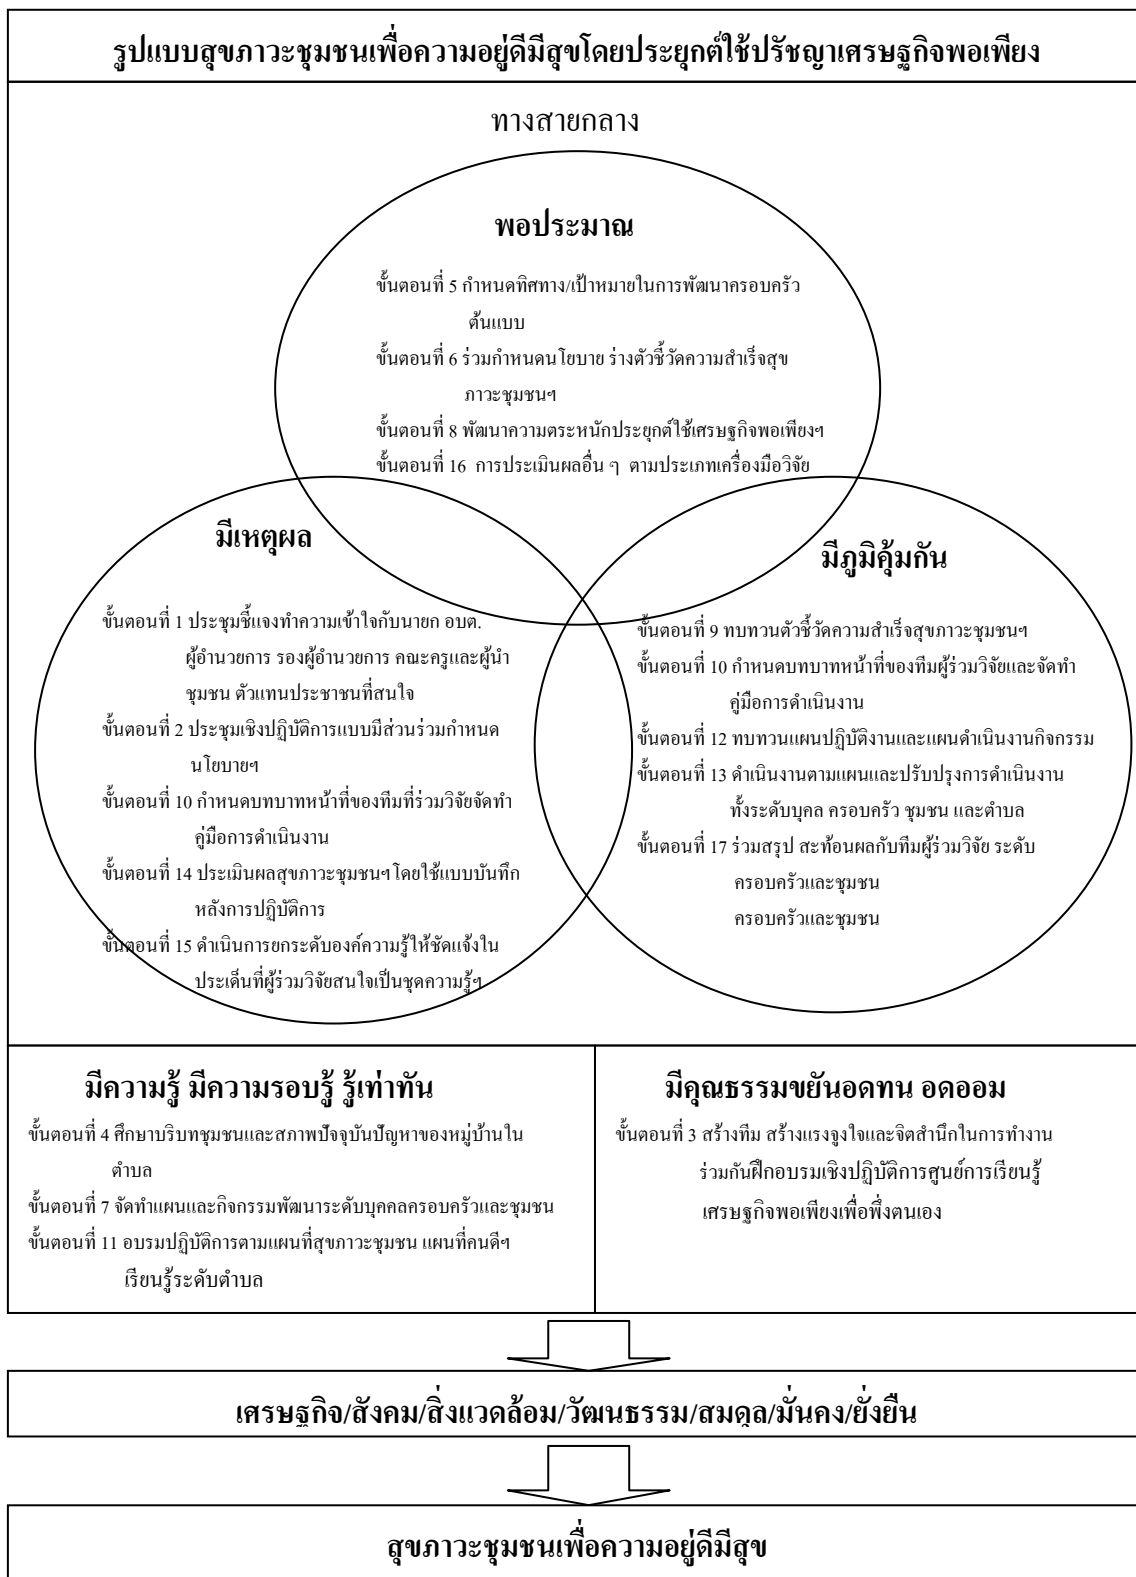 รูปแบบสุขภาวะชุมชนเพื่อความอยู่ดีมีสุขโดยประยุกต์ใช้ปรัชญาเศรษฐกิจพอเพียง
ทางสายกลาง
พอประมาณ
ขั้นตอนที่ 5 กำหนดทิศทาง/เป้าหมายในการพัฒนาครอบครัว
ต้นแบบ
ขั้นตอนที่ 6 ร่วมกำหนดนโยบาย ร่างตัวชี้วัดความสำเร็จสุข
ภาวะชุมชนฯ
ขั้นตอนที่ 8 พัฒนาความตระหนักประยุกต์ใช้เศรษฐกิจพอเพียงฯ
ขั้นตอนที่ 16 การประเมินผลอื่น ๆ ตามประเภทเครื่องมือวิจัย
มีเหตุผล
ขั้นตอนที่ 1 ประชุมชี้แจงทำความเข้าใจกับนายก อบต.
ผู้อำนวยการ รองผู้อำนวยการ คณะครูและผู้นำ
ชุมชน ตัวแทนประชาชนที่สนใจ
ขั้นตอนที่ 2 ประชุมเชิงปฏิบัติการแบบมีส่วนร่วมกำหนด
นโยบายฯ
ขั้นตอนที่ 10 กำหนดบทบาทหน้าที่ของทีมที่ร่วมวิจัยจัดทำ
คู่มือการดำเนินงาน
ขั้นตอนที่ 14 ประเมินผลสุขภาวะชุมชนฯโดยใช้แบบบันทึก
หลังการปฏิบัติการ
ขั้นตอนที่ 15 ดำเนินการยกระดับองค์ความรู้ให้ชัดแจ้งใน
ประเด็นที่ผู้ร่วมวิจัยสนใจเป็นชุดความรู้ฯ
มีภูมิคุ้มกัน
ขั้นตอนที่ 9 ทบทวนตัวชี้วัดความสำเร็จสุขภาวะชุมชนฯ
ขั้นตอนที่ 10 กำหนดบทบาทหน้าที่ของทีมผู้ร่วมวิจัยและจัดทำ
คู่มือการดำเนินงาน
ขั้นตอนที่ 12 ทบทวนแผนปฏิบัติงานและแผนดำเนินงานกิจกรรม
ขั้นตอนที่ 13 ดำเนินงานตามแผนและปรับปรุงการดำเนินงาน
ทั้งระดับบุคล ครอบครัว ชุมชน และตำบล
ขั้นตอนที่ 17 ร่วมสรุป สะท้อนผลกับทีมผู้ร่วมวิจัย ระดับ
ครอบครัวและชุมชน
ครอบครัวและชุมชน
มีความรู้ มีความรอบรู้ รู้เท่าทัน
ขั้นตอนที่ 4 ศึกษาบริบทชุมชนและสภาพปัจจุบันปัญหาของหมู่บ้านใน
ตำบล
ขั้นตอนที่ 7 จัดทำแผนและกิจกรรมพัฒนาระดับบุคคลครอบครัวและชุมชน
ขั้นตอนที่ 11 อบรมปฏิบัติการตามแผนที่สุขภาวะชุมชน แผนที่คนดีฯ
เรียนรู้ระดับตำบล
มีคุณธรรมขยันอดทน อดออม
ขั้นตอนที่ 3 สร้างทีม สร้างแรงจูงใจและจิตสำนึกในการทำงาน
ร่วมกันฝึกอบรมเชิงปฏิบัติการศูนย์การเรียนรู้
เศรษฐกิจพอเพียงเพื่อพึ่งตนเอง
เศรษฐกิจ/สังคม/สิ่งแวดล้อม/วัฒนธรรม/สมดุล/มั่นคง/ยั่งยืน
สุขภาวะชุมชนเพื่อความอยู่ดีมีสุข